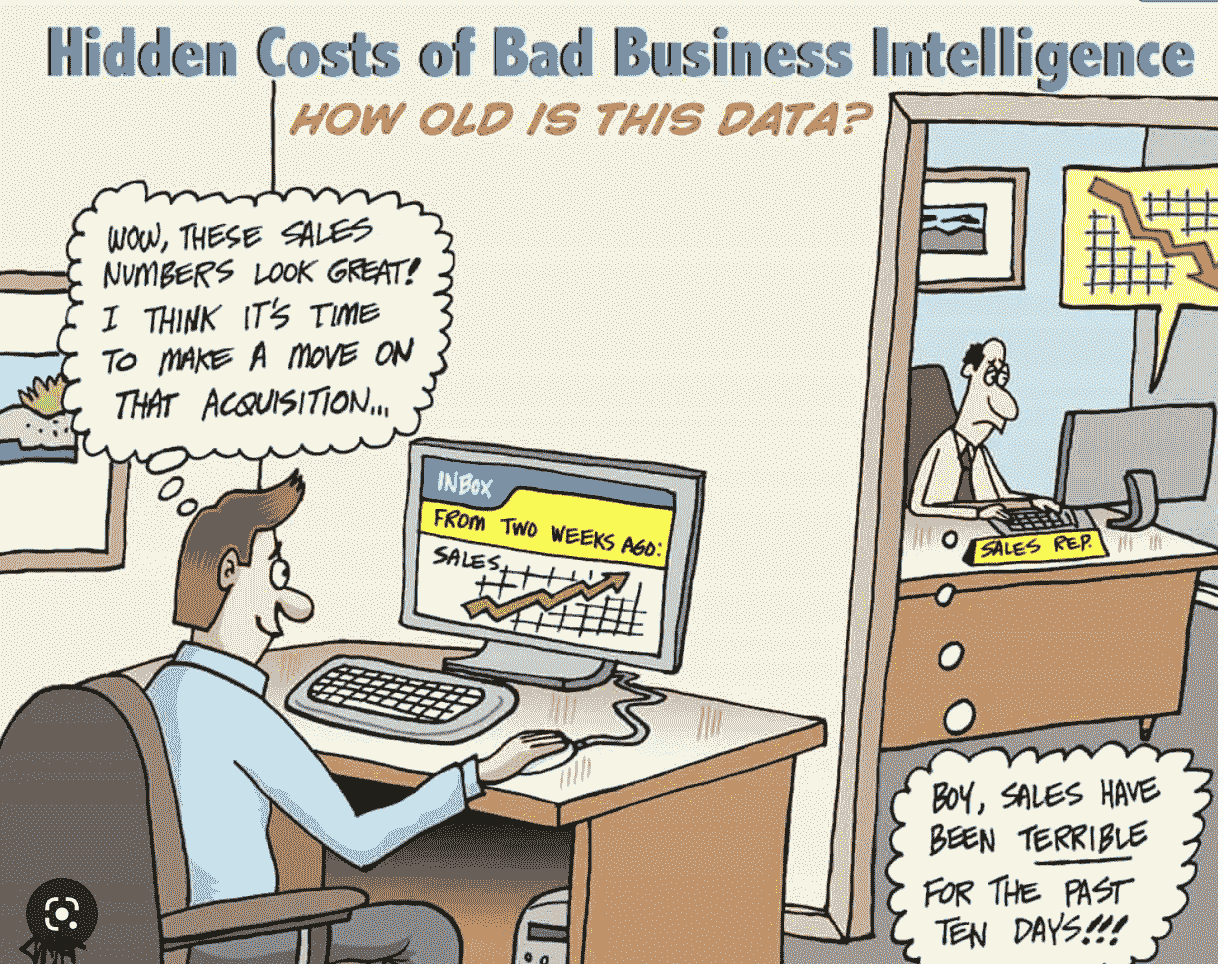 Hidden Costs of Bad Business Intelligence
HOW OLD IS THIS DATA?
WOW, THESE SALES
NUMBERS LOOK GREAT!
I THINK IT'S TIME
TO MAKE A MOVE ON
THAT ACQUISITION...
INBOX
FROM TWO WEEKS AGO:
SALES
SALES REP.
BOY, SALES HAVE
BEEN TERRIBLE
FOR THE PAST
TEN DAYS!!!